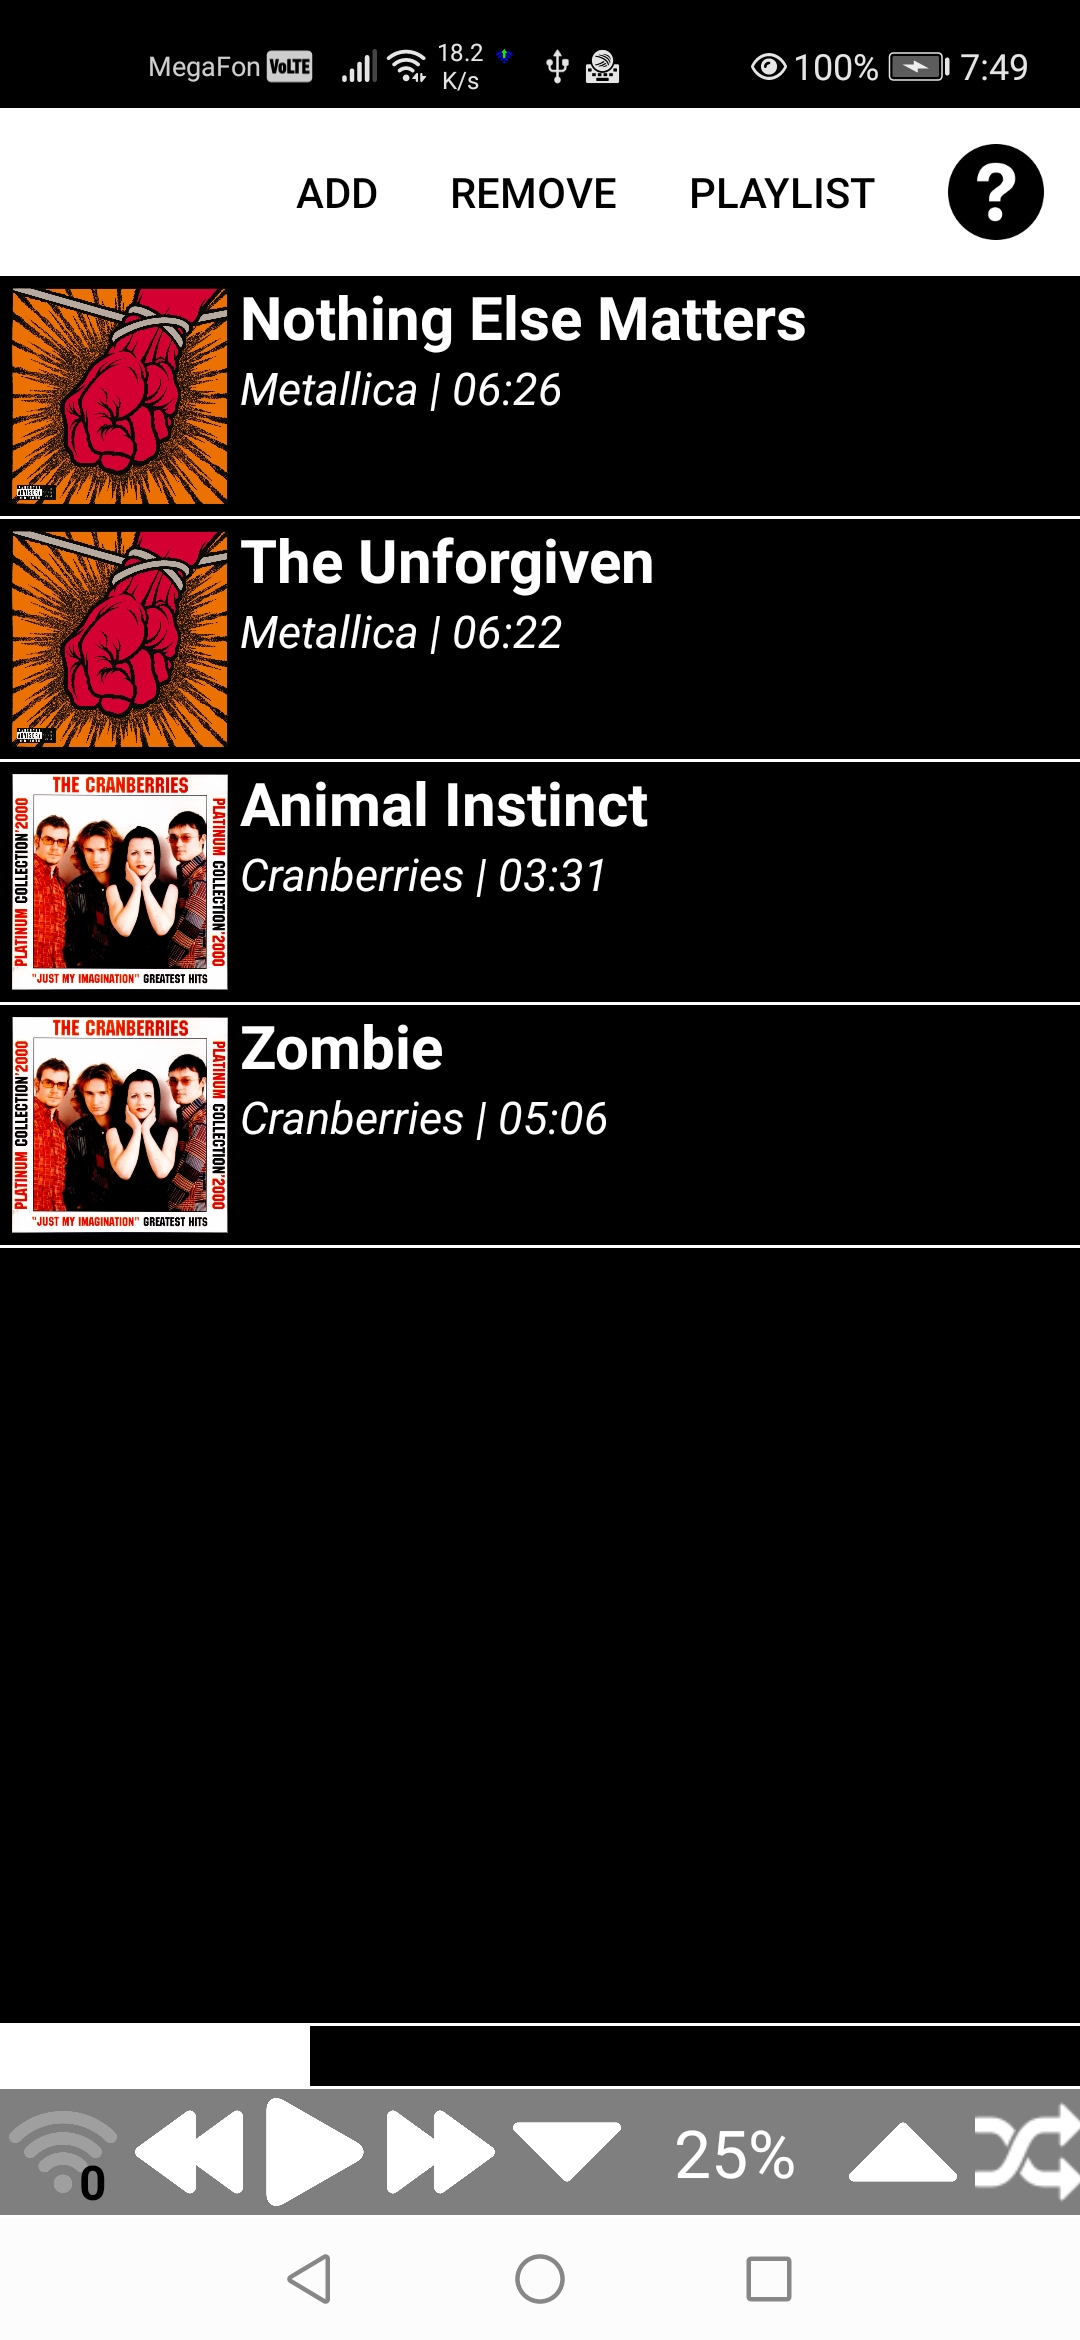 MegaFon VoLTE 18.2 K/s 100% 7:49
ADD REMOVE PLAYLIST ?
Nothing Else Matters
Metallica | 06:26
The Unforgiven
Metallica | 06:22
THE CRANBERRIES
PLATINUM COLLECTION'2000
PLATINUM COLLECTION'2000
"JUST MY IMAGINATION" GREATEST HITS
Animal Instinct
Cranberries | 03:31
THE CRANBERRIES
PLATINUM COLLECTION'2000
PLATINUM COLLECTION'2000
"JUST MY IMAGINATION" GREATEST HITS
Zombie
Cranberries | 05:06
0 25%